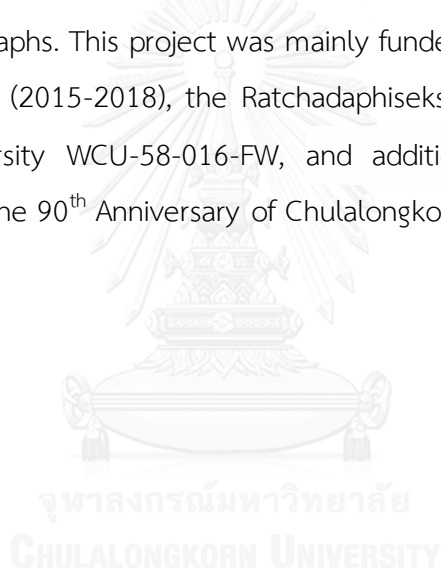 aphs. This project was mainly funde
(2015-2018), the Ratchadaphiseks
rsity WCU-58-016-FW, and additi
ne 90th Anniversary of Chulalongko
จุฬาลงกรณ์มหาวิทยาลัย
CHULALONGKORN UNIVERSITY